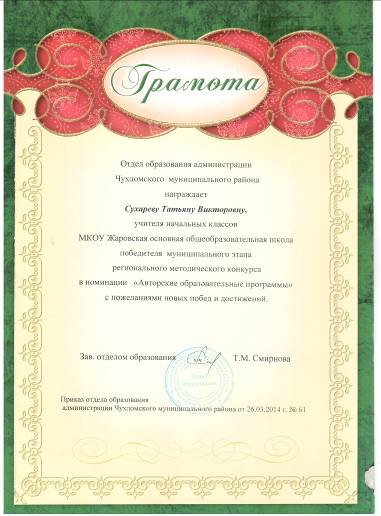 Грамота
Отдел образования администрации
Чухломского муниципального района
награждает
Сухареву Татьяну Викторовну,
учителя начальных классов
МКОУ Жаровская основная общеобразовательная школа
победителя муниципального этапа
регионального методического конкурса
в номинации «Авторские образовательные программы»
с пожеланиями новых побед и достижений.
Зав. отделом образования Т.М. Смирнова
Приказ отдела образования
администрации Чухломского муниципального района от 26.03.2014 г. № 61